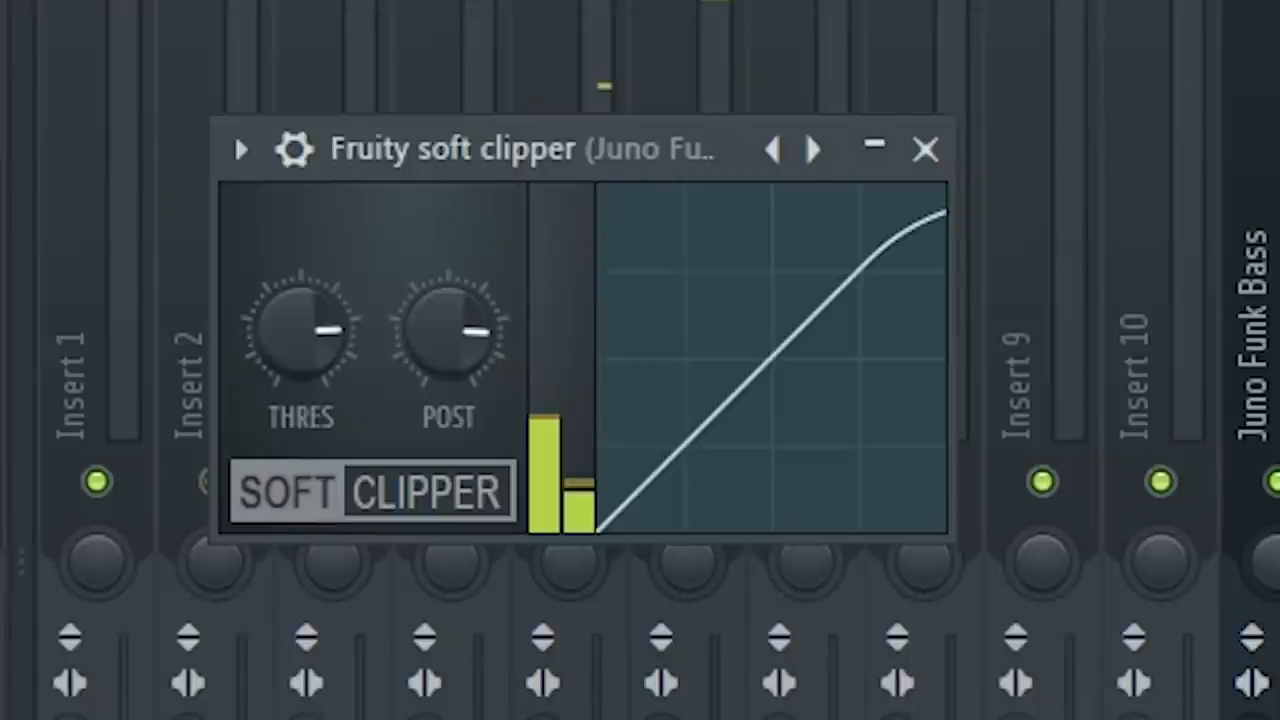 Fruity soft clipper (Juno Fu..
THRES
POST
SOFT CLIPPER
Insert 1
Insert 2
Insert 9
Insert 10
Juno Funk Bass